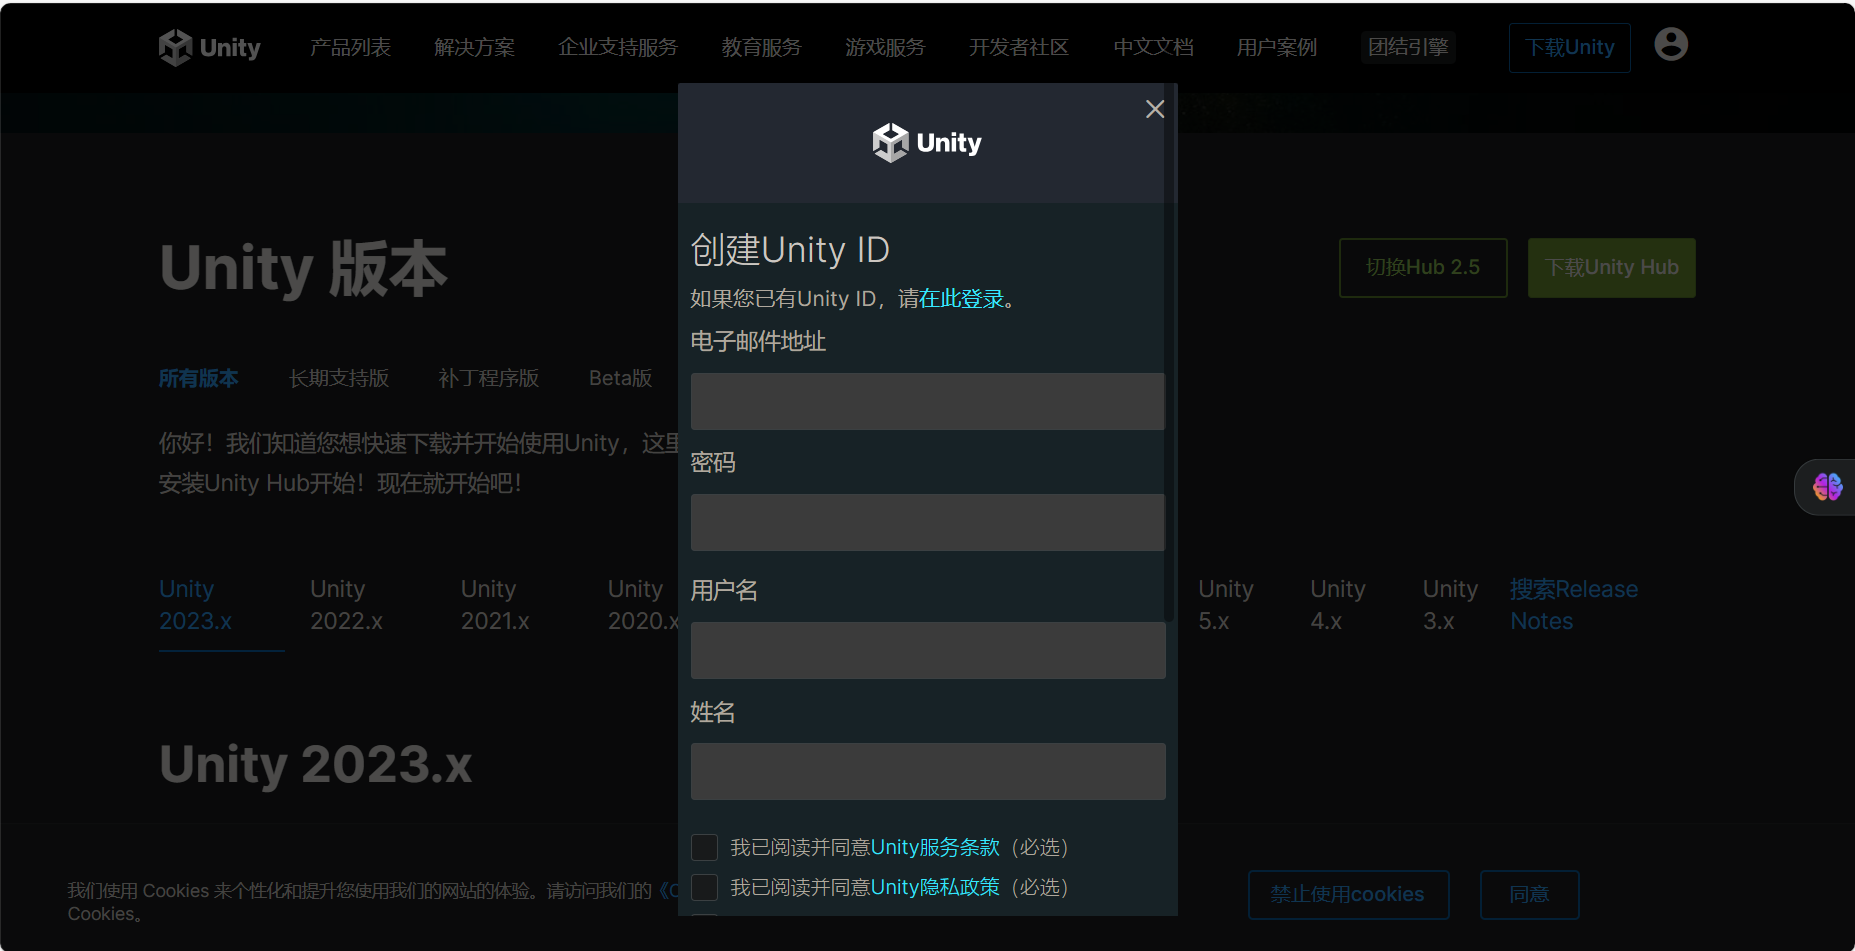 Unity 产品列表 解决方案 企业支持服务 教育服务 游戏服务 开发者社区 中文文档 用户案例 团结引擎 下载Unity
Unity
创建Unity ID
如果您已有Unity ID，请在此登录。
电子邮件地址
密码
用户名
姓名
我已阅读并同意Unity服务条款（必选）
我已阅读并同意Unity隐私政策（必选）
Unity 版本
切换Hub 2.5 下载Unity Hub
所有版本 长期支持版 补丁程序版 Beta版
你好！我们知道您想快速下载并开始使用Unity，这里
安装Unity Hub开始！现在就开始吧！
Unity Unity Unity Unity Unity Unity Unity 搜索Release
2023.x 2022.x 2021.x 2020.x 5.x 4.x 3.x Notes
Unity 2023.x
我们使用 Cookies 来个性化和提升您使用我们的网站的体验。请访问我们的《C
Cookies。
禁止使用cookies 同意